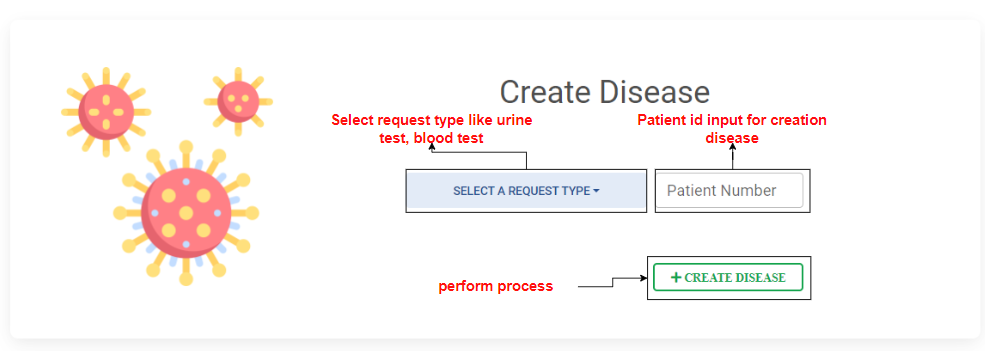 Create Disease
Select request type like urine
test, blood test
Patient id input for creation
disease
SELECT A REQUEST TYPE
Patient Number
perform process
+ CREATE DISEASE